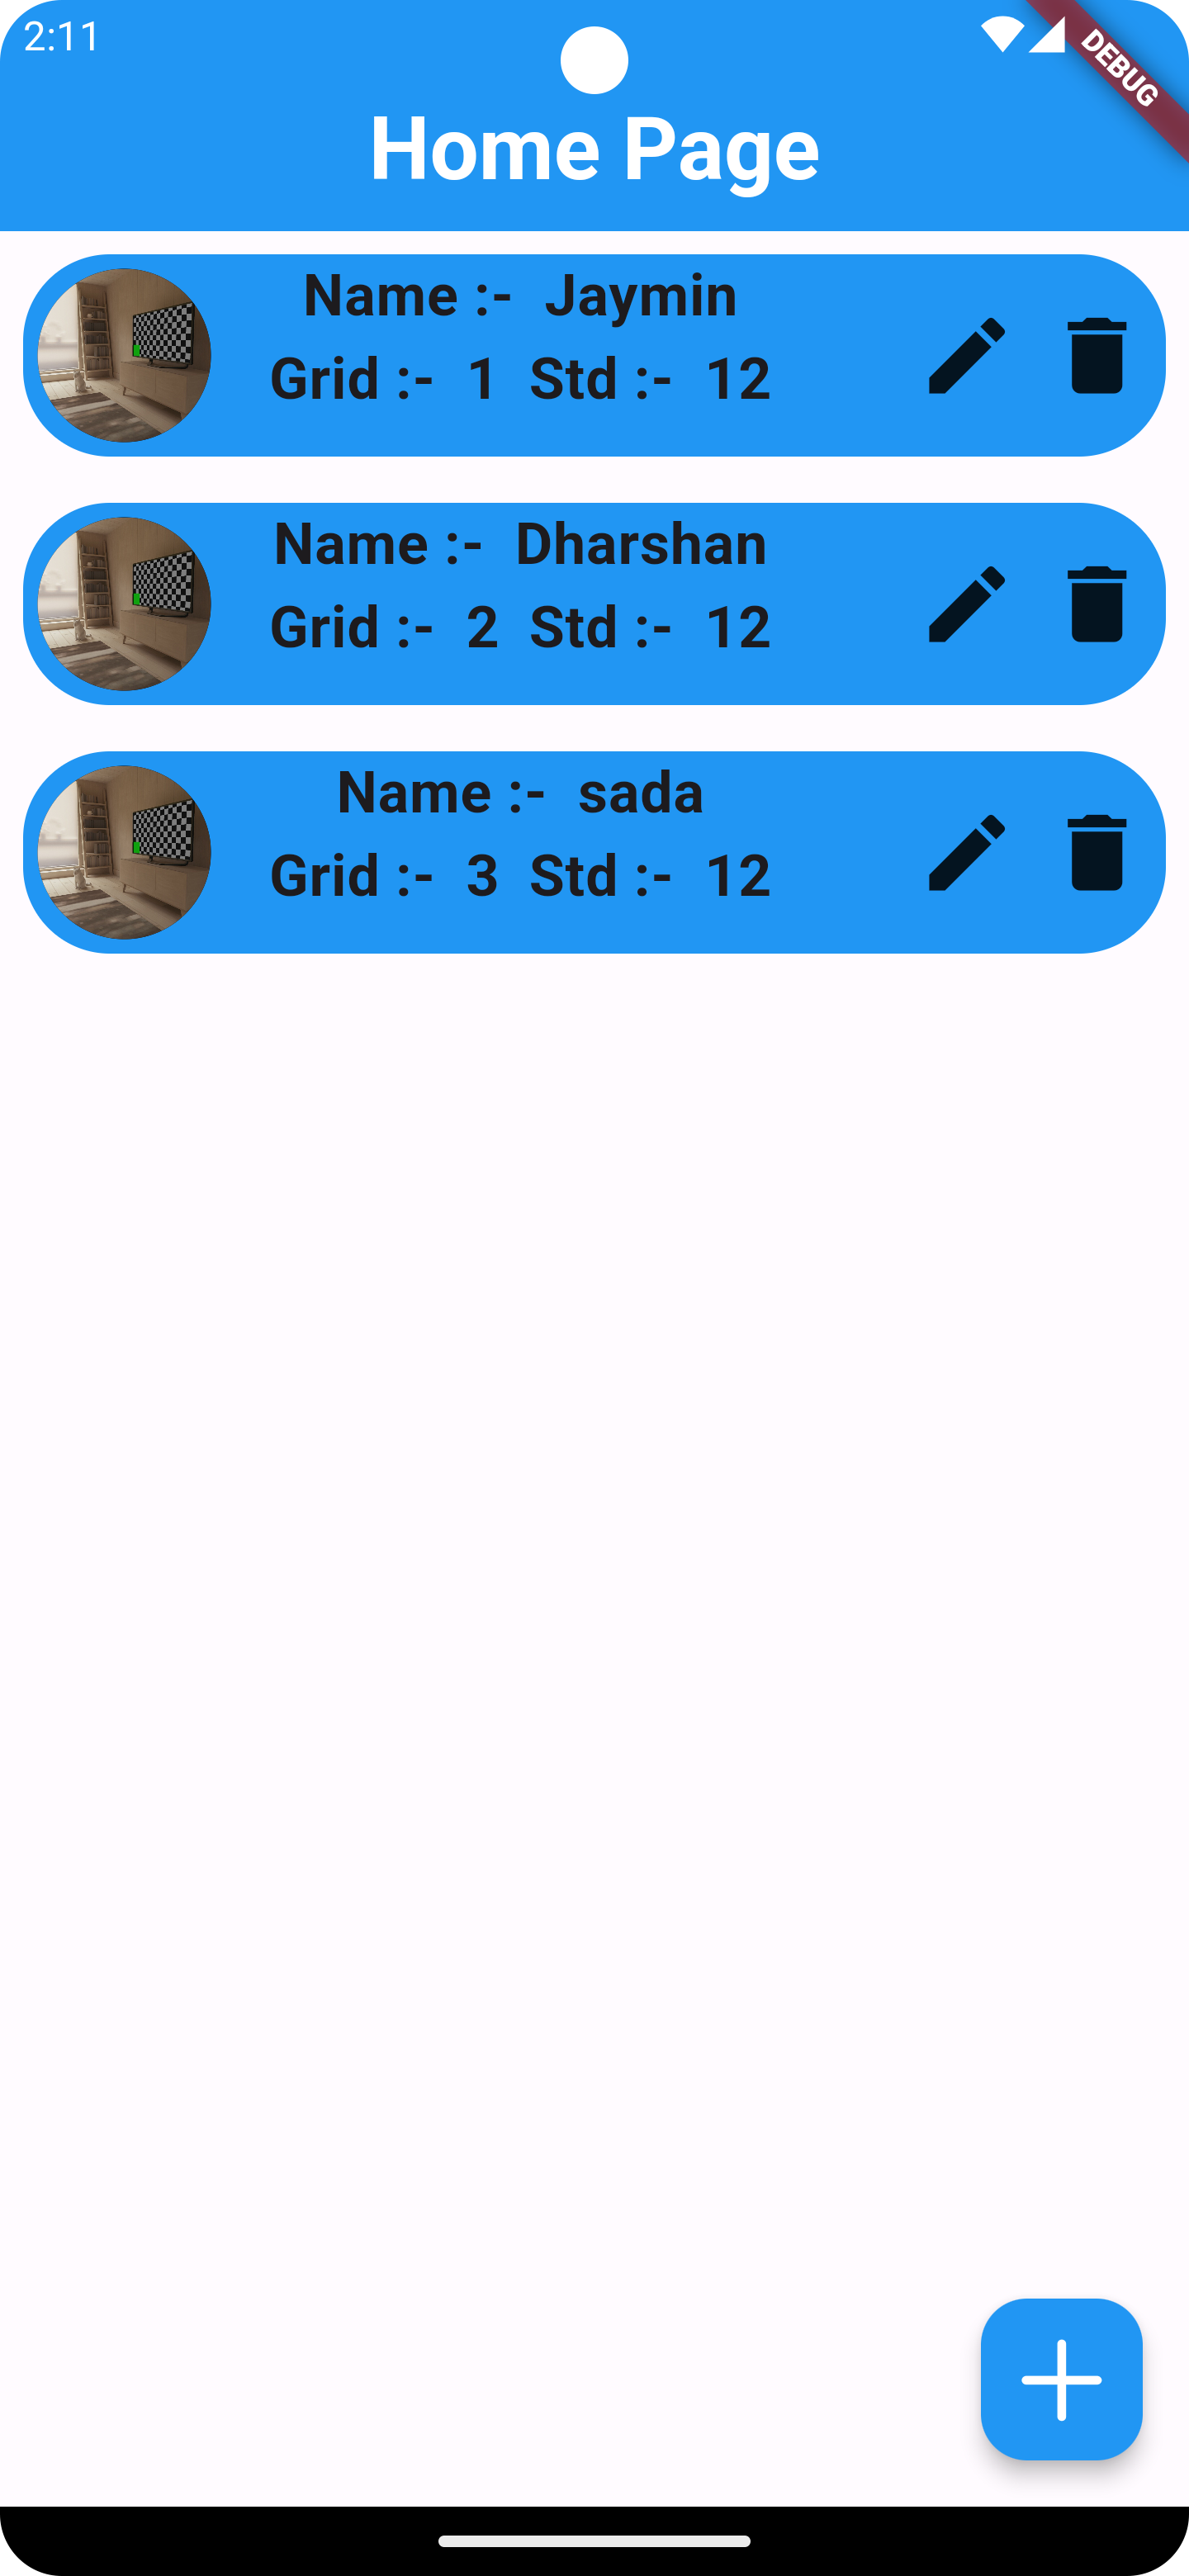 2:11
DEBUG
Home Page
Name :- Jaymin
Grid :- 1 Std :- 12
Name :- Dharshan
Grid :- 2 Std :- 12
Name :- sada
Grid :- 3 Std :- 12